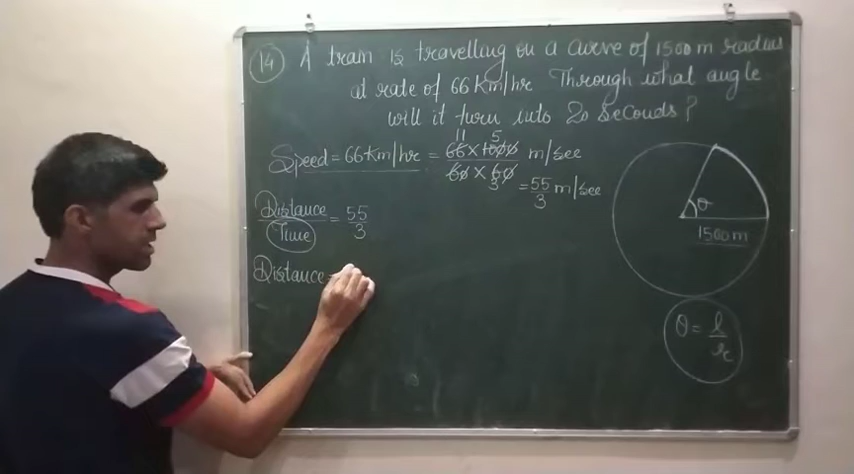 14 A train is travelling on a curve of 1500 m radius
at rate of 66 Km/hr Through what angle
will it turn into 20 Seconds?
Speed = 66 Km/hr = 66 × 1000 / 60 × 60 m/sec
11 5
3
= 55/3 m/sec
Distance / Time = 55/3
Distance =
θ
1500 m
θ = l/r